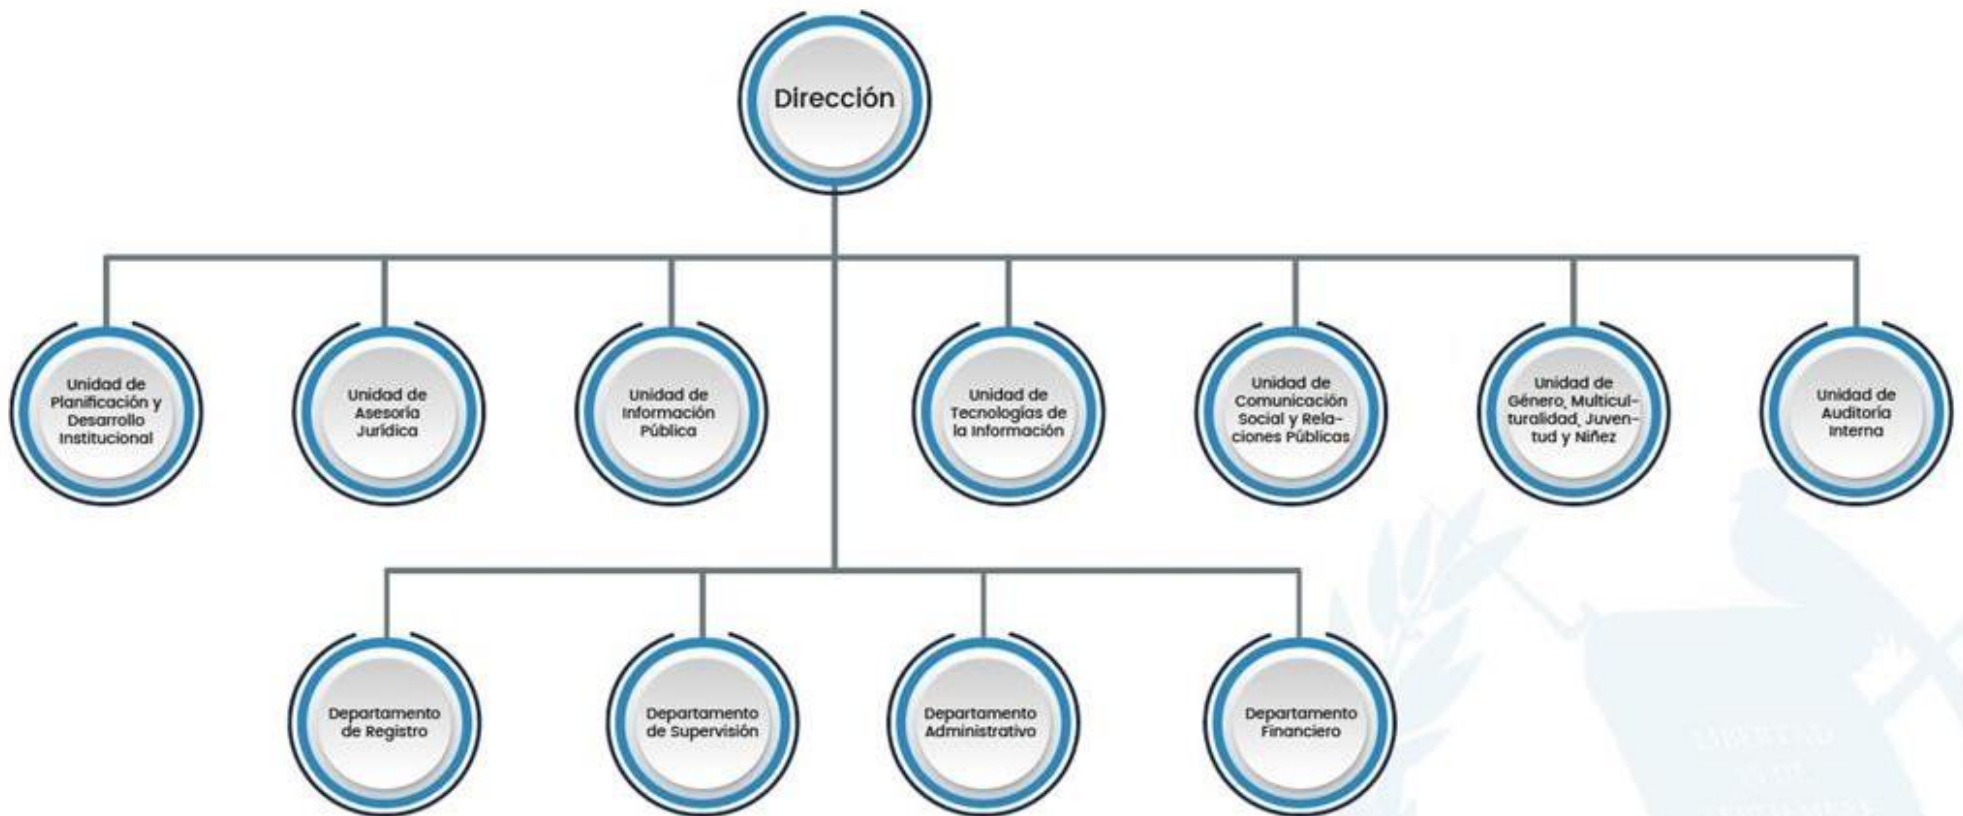 Dirección
Unidad de
Planificación y
Desarrollo
Institucional
Unidad de
Asesoría
Jurídica
Unidad de
Información
Pública
Unidad de
Tecnologías de
la Información
Unidad de
Comunicación
Social y Rela-
ciones Públicas
Unidad de
Género, Multicul-
turalidad, Juven-
tud y Niñez
Unidad de
Auditoría
Interna
Departamento
de Registro
Departamento
de Supervisión
Departamento
Administrativo
Departamento
Financiero
LIBERTAD